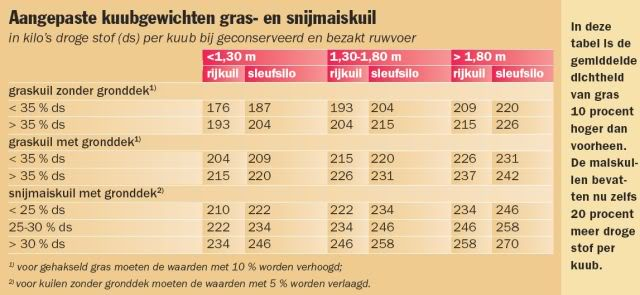 Aangepaste kuubgewichten gras- en snijmaiskuil
in kilo's droge stof (ds) per kuub bij geconserveerd en bezakt ruwvoer
<1,30 m 1,30-1,80 m > 1,80 m
rijkuil sleufsilo rijkuil sleufsilo rijkuil sleufsilo
graskuil zonder gronddek1)
< 35 % ds 176 187 193 204 209 220
> 35 % ds 193 204 204 215 215 226
graskuil met gronddek1)
< 35 % ds 204 209 215 220 226 231
> 35 % ds 215 220 226 231 237 242
snijmaiskuil met gronddek2)
< 25 % ds 210 222 222 234 234 246
25-30 % ds 222 234 234 246 246 258
> 30 % ds 234 246 246 258 258 270
1) voor gehakseld gras moeten de waarden met 10 % worden verhoogd;
2) voor kuilen zonder gronddek moeten de waarden met 5 % worden verlaagd.
In deze
tabel is de
gemiddelde
dichtheid
van gras
10 procent
hoger dan
voorheen.
De maiskui-
len bevat-
ten nu zelfs
20 procent
meer droge
stof per
kuub.